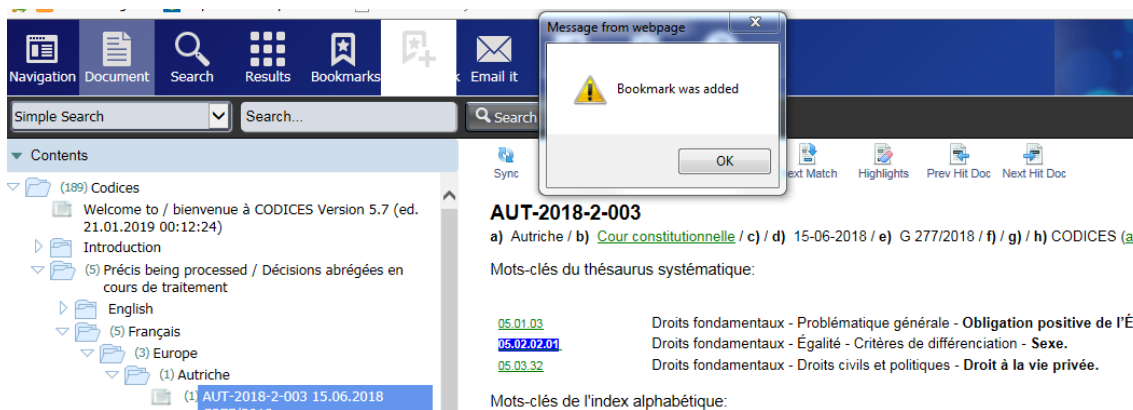 Message from webpage
x
Navigation Document Search Results Bookmarks Email it
Bookmark was added
Simple Search Search... Search
OK
Contents
Sync Next Match Highlights Prev Hit Doc Next Hit Doc
(189) Codices
Welcome to / bienvenue à CODICES Version 5.7 (ed.
21.01.2019 00:12:24)
Introduction
(5) Précis being processed / Décisions abrégées en
cours de traitement
English
(5) Français
(3) Europe
(1) Autriche
(1) AUT-2018-2-003 15.06.2018
AUT-2018-2-003
a) Autriche / b) Cour constitutionnelle / c) / d) 15-06-2018 / e) G 277/2018 / f) / g) / h) CODICES (a
Mots-clés du thésaurus systématique:
05.01.03 Droits fondamentaux - Problématique générale - Obligation positive de l'É
05.02.02.01 Droits fondamentaux - Égalité - Critères de différenciation - Sexe.
05.03.32 Droits fondamentaux - Droits civils et politiques - Droit à la vie privée.
Mots-clés de l'index alphabétique: